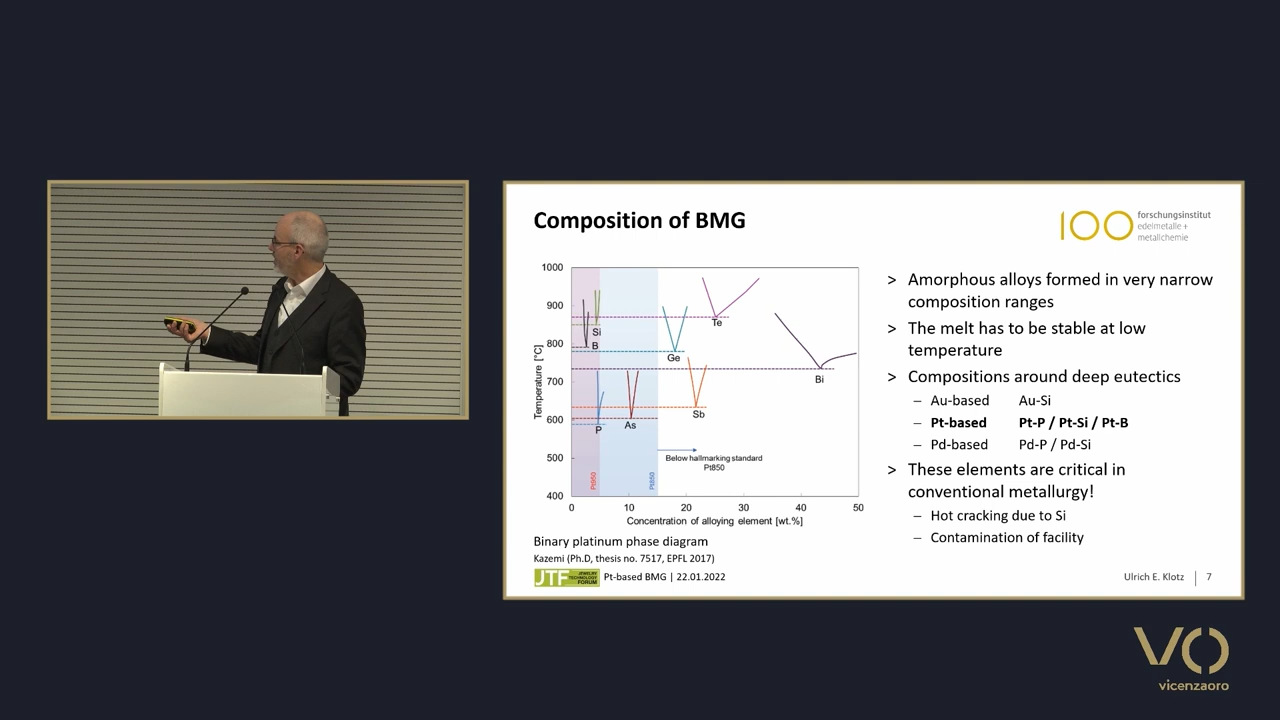 Composition of BMG
100 forschungsinstitut
edelmetalle +
metallchemie
1000
900
800
700
600
500
400
0
10
20
30
40
50
Temperature [°C]
Concentration of alloying element [wt.%]
Si
B
Te
Ge
Bi
Sb
P
As
Below hallmarking standard
Pt850
Pt950
Pt850
Binary platinum phase diagram
Kazemi (Ph.D, thesis no. 7517, EPFL 2017)
> Amorphous alloys formed in very narrow
composition ranges
> The melt has to be stable at low
temperature
> Compositions around deep eutectics
– Au-based Au-Si
– Pt-based Pt-P / Pt-Si / Pt-B
– Pd-based Pd-P / Pd-Si
> These elements are critical in
conventional metallurgy!
– Hot cracking due to Si
– Contamination of facility
JTF JEWELRY
TECHNOLOGY
FORUM
Pt-based BMG | 22.01.2022
Ulrich E. Klotz | 7
VO
vicenzaoro